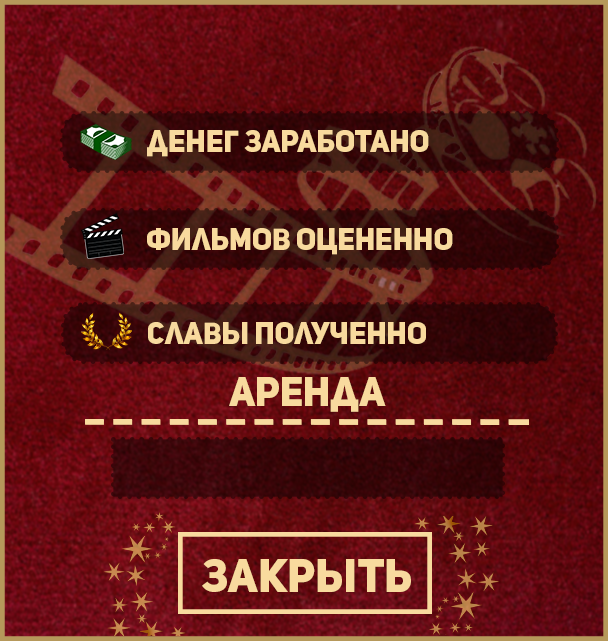 ДЕНЕГ ЗАРАБОТАНО
ФИЛЬМОВ ОЦЕНЕННО
СЛАВЫ ПОЛУЧЕННО
АРЕНДА
ЗАКРЫТЬ